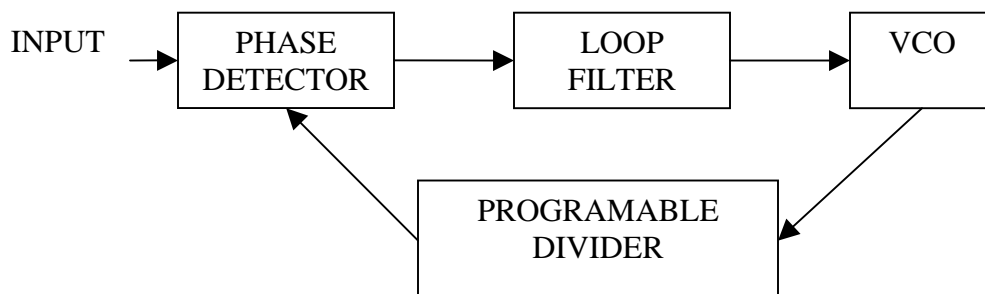 INPUT
PHASE
DETECTOR
LOOP
FILTER
VCO
PROGRAMABLE
DIVIDER